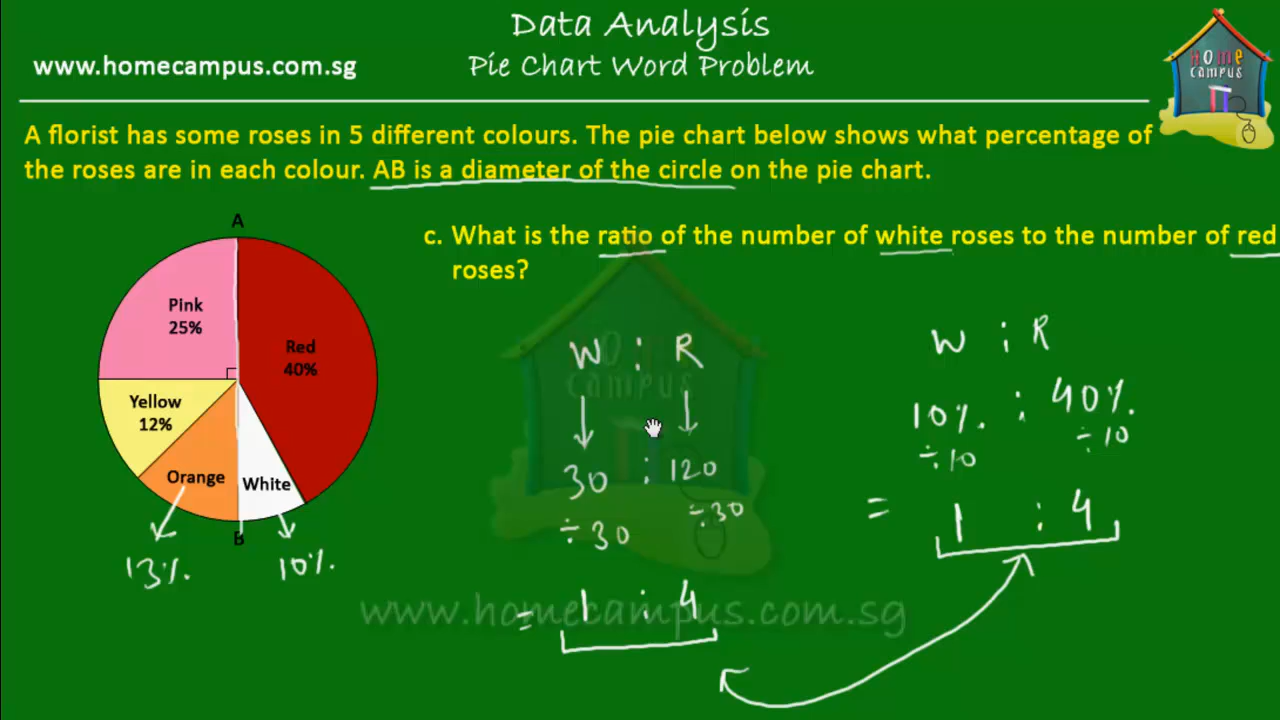 Data Analysis
www.homecampus.com.sg
Pie Chart Word Problem
HOME
campus
A florist has some roses in 5 different colours. The pie chart below shows what percentage of
the roses are in each colour. AB is a diameter of the circle on the pie chart.
A
c. What is the ratio of the number of white roses to the number of red
roses?
Pink
25%
Red
40%
Yellow
12%
Orange
White
B
13%
10%
W : R
30 : 120
÷30 ÷30
= 1 : 4
W : R
10% : 40%
÷10 ÷10
= 1 : 4
HOME
campus
www.homecampus.com.sg